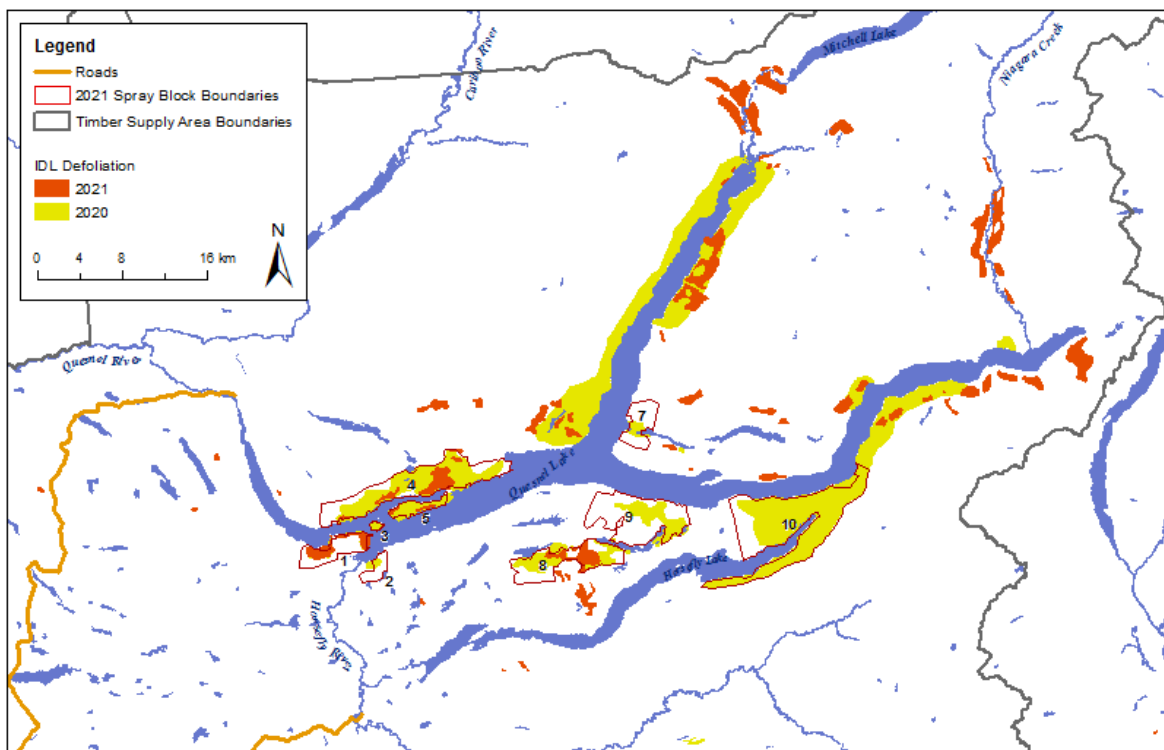 Legend
Roads
2021 Spray Block Boundaries
Timber Supply Area Boundaries
IDL Defoliation
2021
2020
0 4 8 16 km
N
Cariboo River
Mitchell Lake
Niagara Creek
Quesnel River
7
Quesnel Lake
4
5
9
10
3
1
8
2
Horsefly Lake
Horsefly River